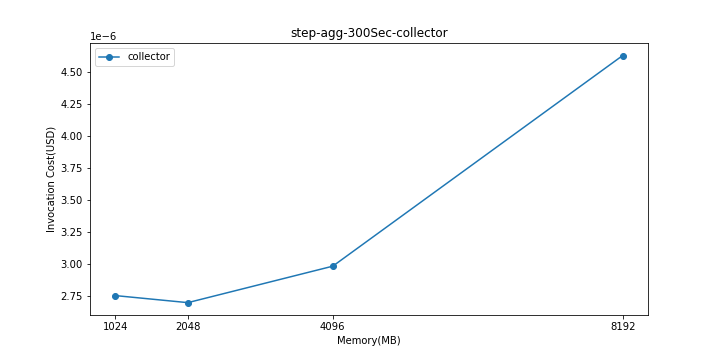 step-agg-300Sec-collector
1e−6
collector
4.50
4.25
4.00
3.75
3.50
3.25
3.00
2.75
Invocation Cost(USD)
1024 2048 4096 8192
Memory(MB)